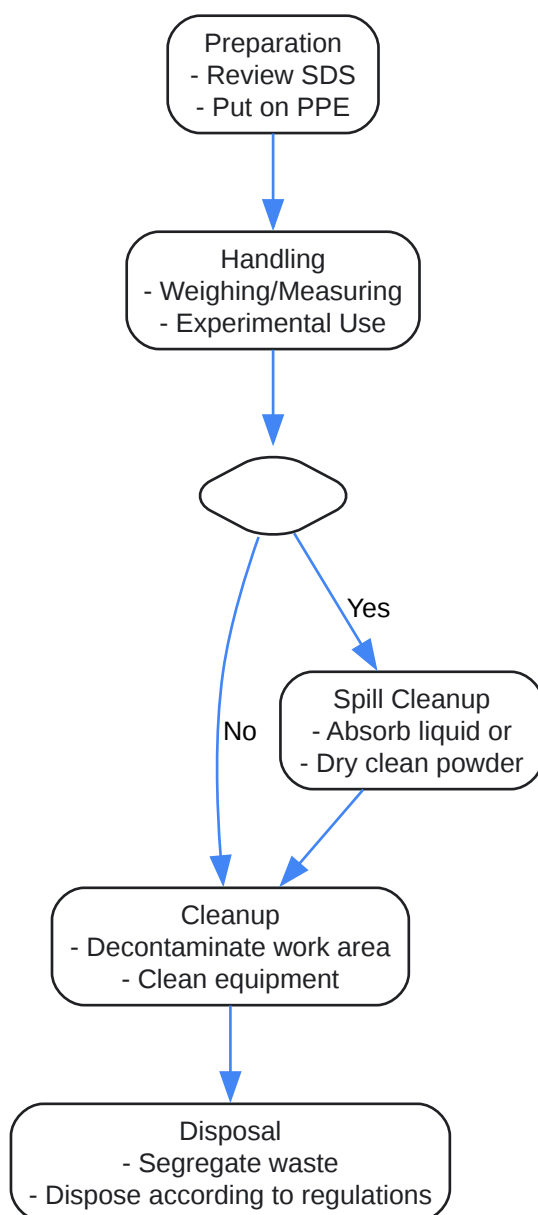 Preparation
- Review SDS
- Put on PPE
Handling
- Weighing/Measuring
- Experimental Use
Yes
No
Spill Cleanup
- Absorb liquid or
- Dry clean powder
Cleanup
- Decontaminate work area
- Clean equipment
Disposal
- Segregate waste
- Dispose according to regulations